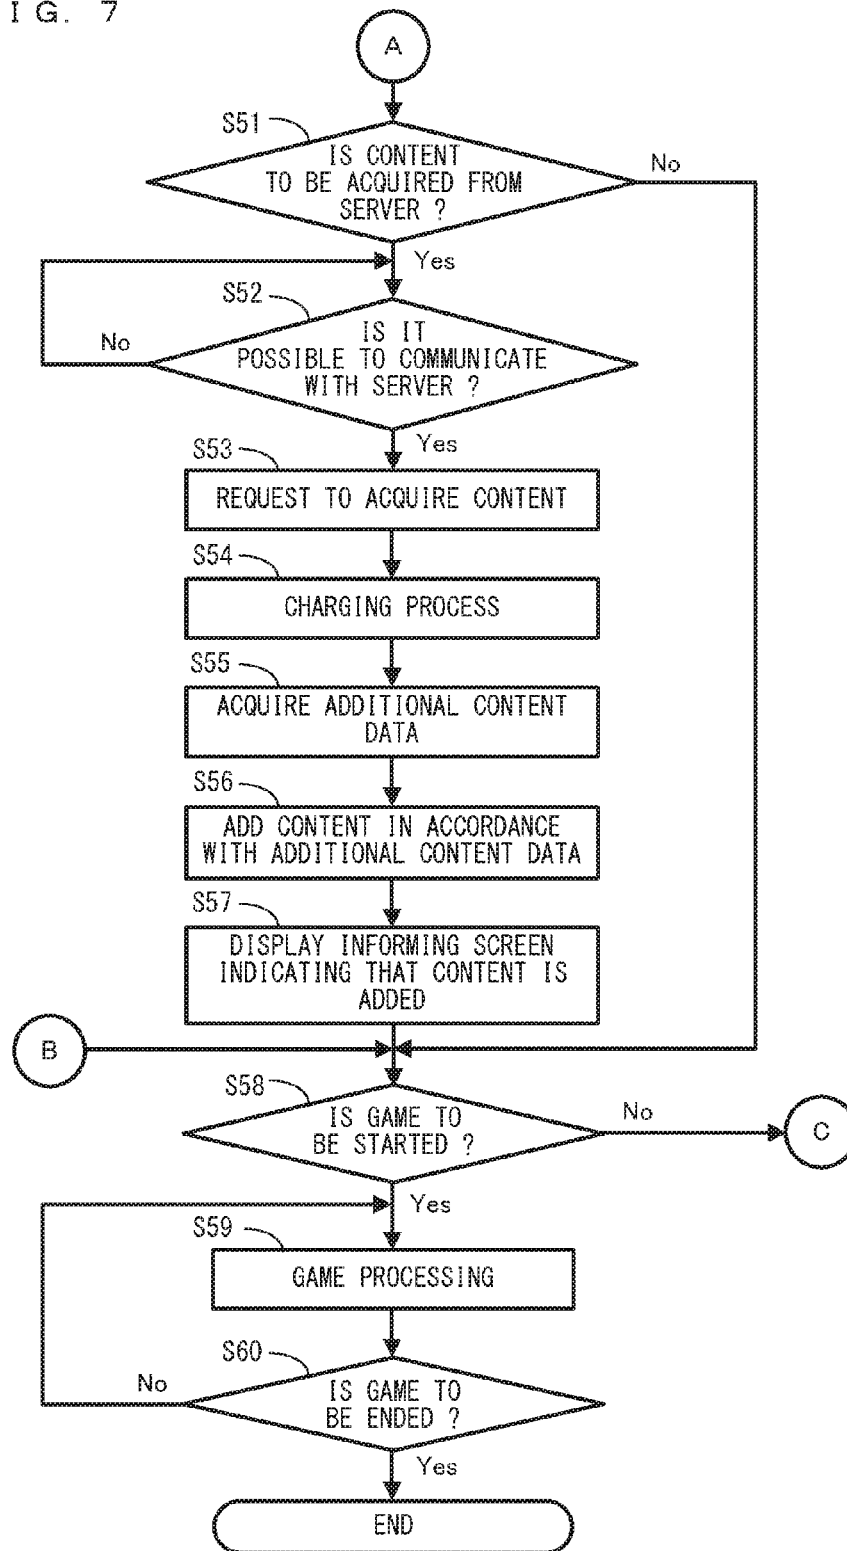 I G. 7
A
S51
IS CONTENT
TO BE ACQUIRED FROM
SERVER ?
No
Yes
S52
IS IT
POSSIBLE TO COMMUNICATE
WITH SERVER ?
No
Yes
S53
REQUEST TO ACQUIRE CONTENT
S54
CHARGING PROCESS
S55
ACQUIRE ADDITIONAL CONTENT
DATA
S56
ADD CONTENT IN ACCORDANCE
WITH ADDITIONAL CONTENT DATA
S57
DISPLAY INFORMING SCREEN
INDICATING THAT CONTENT IS
ADDED
B
S58
IS GAME TO
BE STARTED ?
No
C
Yes
S59
GAME PROCESSING
S60
IS GAME TO
BE ENDED ?
No
Yes
END